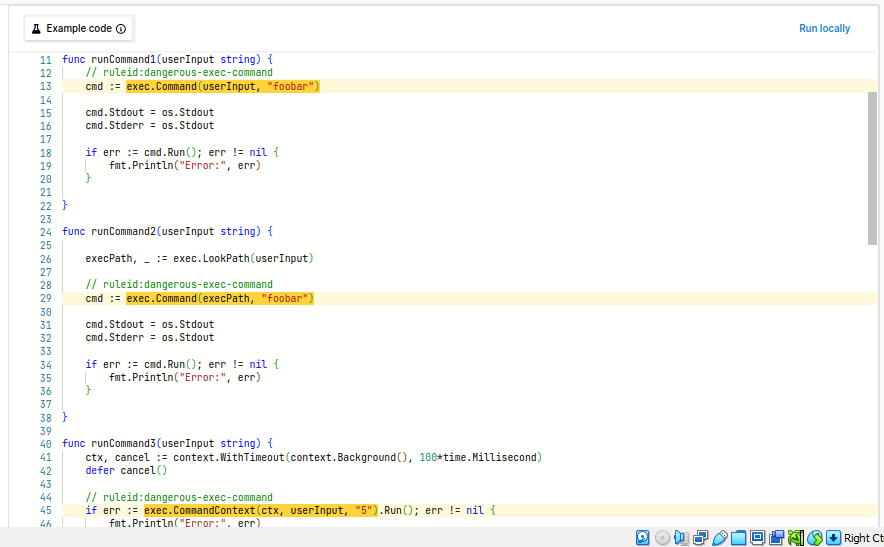 Example code
Run locally
11 func runCommand1(userInput string) {
12 // ruleid:dangerous-exec-command
13 cmd := exec.Command(userInput, "foobar")
14
15 cmd.Stdout = os.Stdout
16 cmd.Stderr = os.Stdout
17
18 if err := cmd.Run(); err != nil {
19 fmt.Println("Error:", err)
20 }
21
22 }
23
24 func runCommand2(userInput string) {
25
26 execPath, _ := exec.LookPath(userInput)
27
28 // ruleid:dangerous-exec-command
29 cmd := exec.Command(execPath, "foobar")
30
31 cmd.Stdout = os.Stdout
32 cmd.Stderr = os.Stdout
33
34 if err := cmd.Run(); err != nil {
35 fmt.Println("Error:", err)
36 }
37
38 }
39
40 func runCommand3(userInput string) {
41 ctx, cancel := context.WithTimeout(context.Background(), 100*time.Millisecond)
42 defer cancel()
43
44 // ruleid:dangerous-exec-command
45 if err := exec.CommandContext(ctx, userInput, "5").Run(); err != nil {
46 fmt.Println("Error:", err)
Right Ct